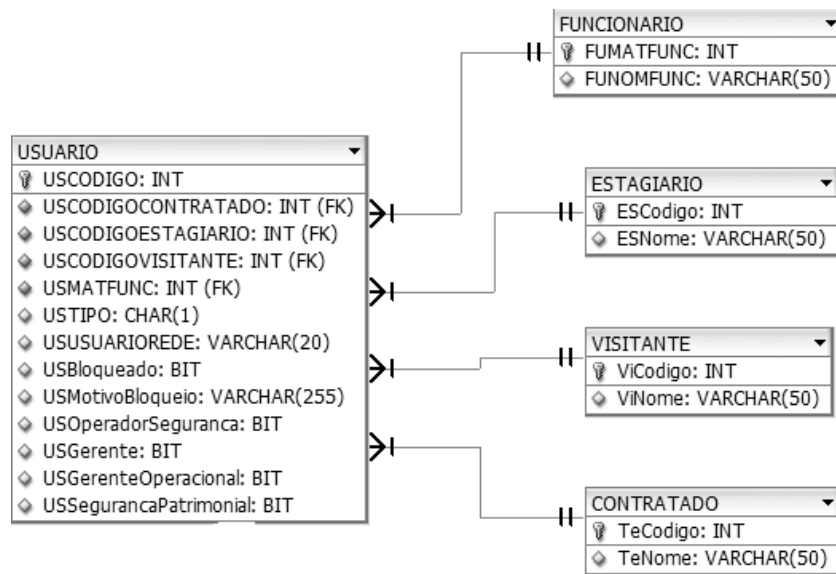 FUNCIONARIO
FUMATFUNC: INT
FUNOMFUNC: VARCHAR(50)
USUARIO
USCODIGO: INT
USCODIGOCONTRATADO: INT (FK)
USCODIGOESTAGIARIO: INT (FK)
USCODIGOVISITANTE: INT (FK)
USMATFUNC: INT (FK)
USTIPO: CHAR(1)
USUSUARIOREDE: VARCHAR(20)
USBloqueado: BIT
USMotivoBloqueio: VARCHAR(255)
USOperadorSeguranca: BIT
USGerente: BIT
USGerenteOperacional: BIT
USSegurancaPatrimonial: BIT
ESTAGIARIO
ESCodigo: INT
ESNome: VARCHAR(50)
VISITANTE
ViCodigo: INT
ViNome: VARCHAR(50)
CONTRATADO
TeCodigo: INT
TeNome: VARCHAR(50)